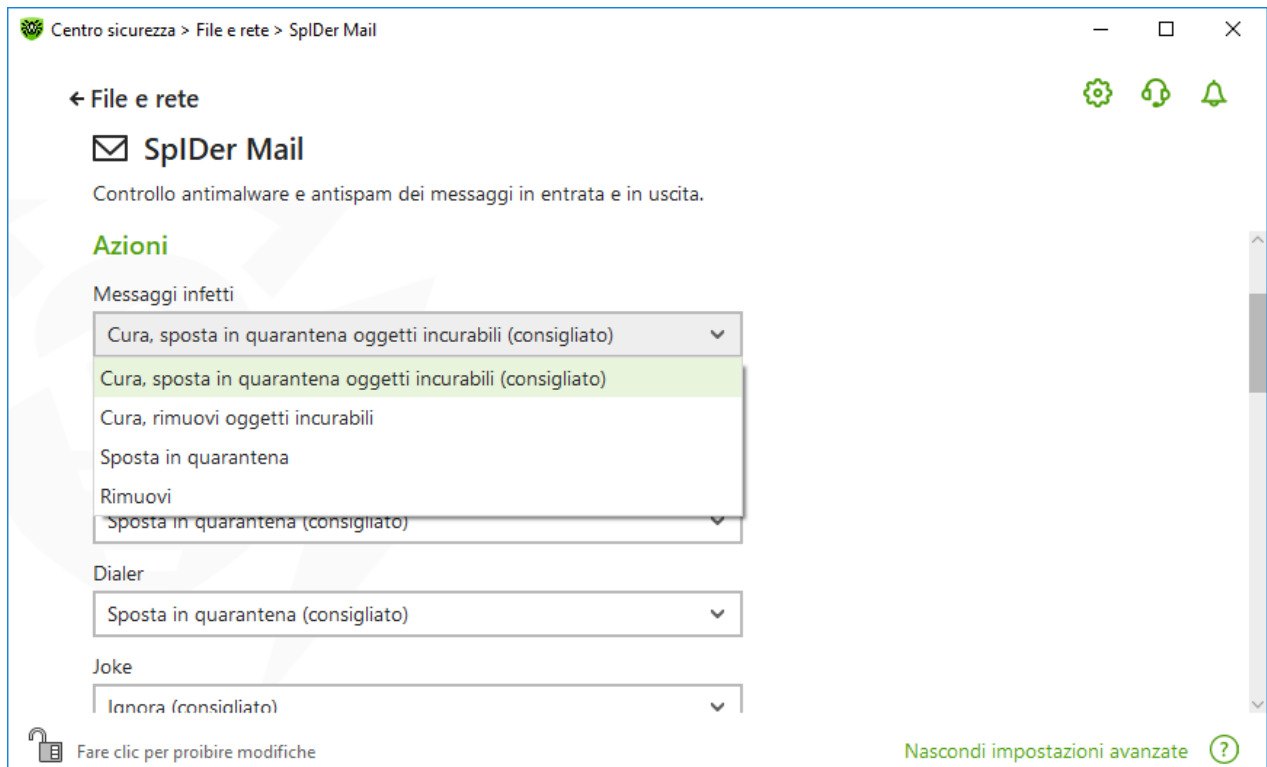 Centro sicurezza > File e rete > SpIDer Mail
File e rete
SpIDer Mail
Controllo antimalware e antispam dei messaggi in entrata e in uscita.
Azioni
Messaggi infetti
Cura, sposta in quarantena oggetti incurabili (consigliato)
Cura, sposta in quarantena oggetti incurabili (consigliato)
Cura, rimuovi oggetti incurabili
Sposta in quarantena
Rimuovi
Sposta in quarantena (consigliato)
Dialer
Sposta in quarantena (consigliato)
Joke
Ignora (consigliato)
Fare clic per proibire modifiche
Nascondi impostazioni avanzate ?